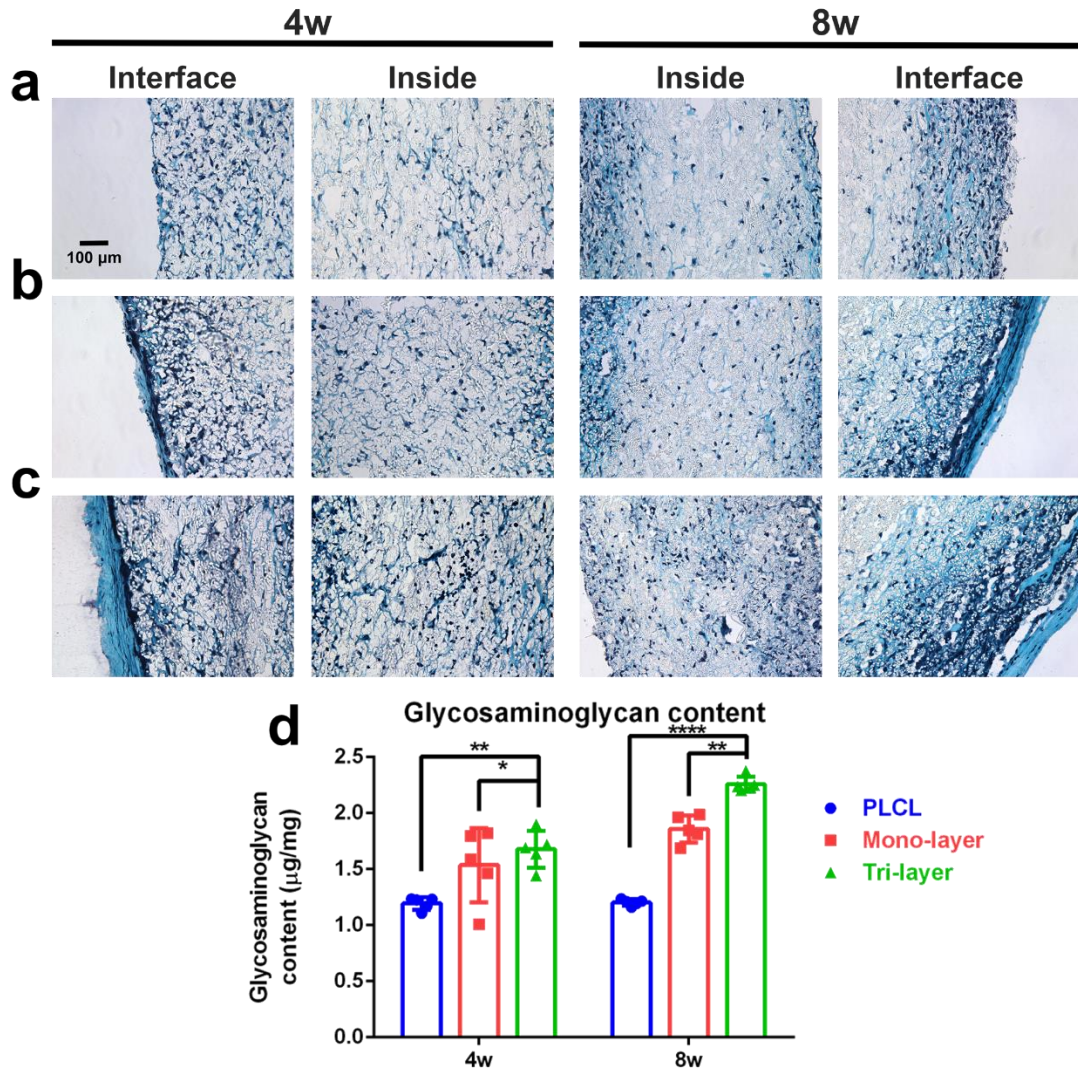 4w 8w
Interface Inside Inside Interface
a
100 µm
b
c
d Glycosaminoglycan content
**** 
** **
*
2.5
2.0
1.5
1.0
0.5
0.0
Glycosaminoglycan
content (µg/mg)
4w 8w
PLCL
Mono-layer
Tri-layer